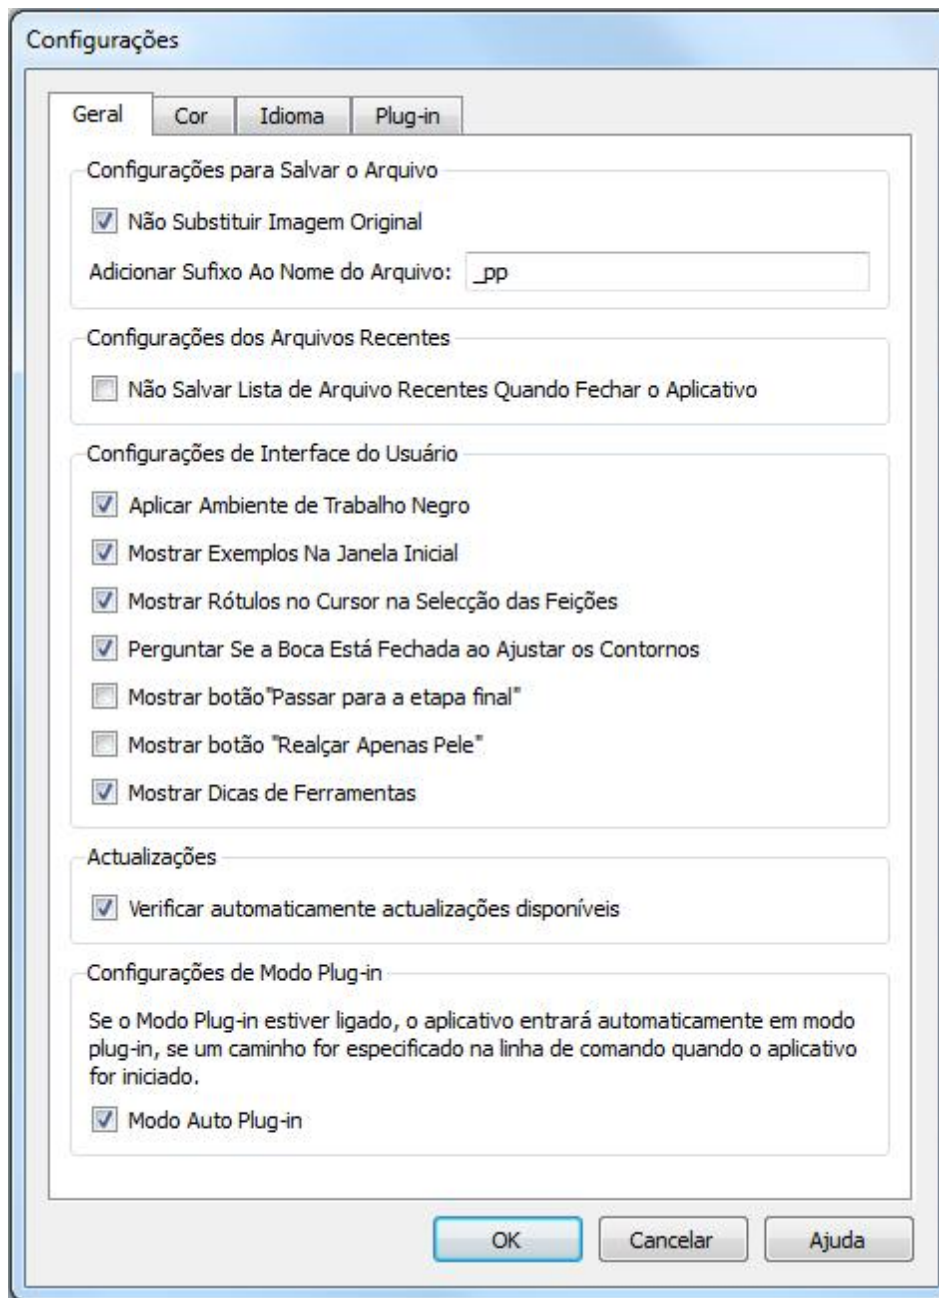 Configurações
Geral
Cor
Idioma
Plug-in
Configurações para Salvar o Arquivo
Não Substituir Imagem Original
Adicionar Sufixo Ao Nome do Arquivo: _pp
Configurações dos Arquivos Recentes
Não Salvar Lista de Arquivo Recentes Quando Fechar o Aplicativo
Configurações de Interface do Usuário
Aplicar Ambiente de Trabalho Negro
Mostrar Exemplos Na Janela Inicial
Mostrar Rótulos no Cursor na Selecção das Feições
Perguntar Se a Boca Está Fechada ao Ajustar os Contornos
Mostrar botão"Passar para a etapa final"
Mostrar botão "Realçar Apenas Pele"
Mostrar Dicas de Ferramentas
Actualizações
Verificar automaticamente actualizações disponíveis
Configurações de Modo Plug-in
Se o Modo Plug-in estiver ligado, o aplicativo entrará automaticamente em modo
plug-in, se um caminho for especificado na linha de comando quando o aplicativo
for iniciado.
Modo Auto Plug-in
OK
Cancelar
Ajuda